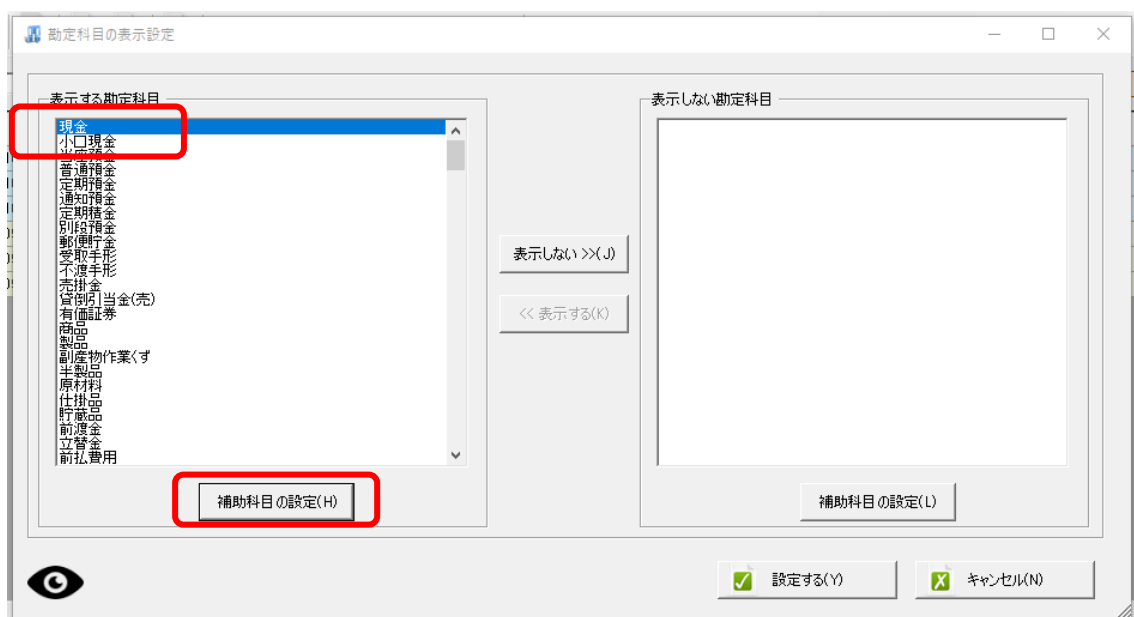 勘定科目の表示設定
表示する勘定科目
表示しない勘定科目
現金
小口現金
当座預金
普通預金
定期預金
通知預金
定期積金
別段預金
郵便貯金
受取手形
不渡手形
売掛金
貸倒引当金(売)
有価証券
商品
製品
副産物作業くず
半製品
原材料
仕掛品
貯蔵品
前渡金
立替金
前払費用
表示しない >>(J)
<< 表示する(K)
補助科目の設定(H)
補助科目の設定(L)
設定する(Y)
キャンセル(N)